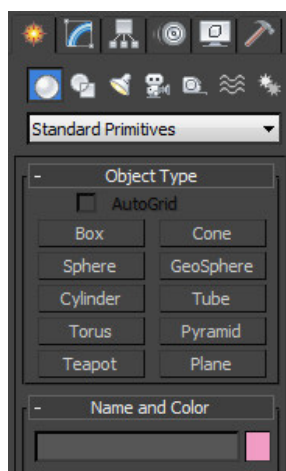 Standard Primitives
- Object Type
AutoGrid
Box Cone
Sphere GeoSphere
Cylinder Tube
Torus Pyramid
Teapot Plane
- Name and Color